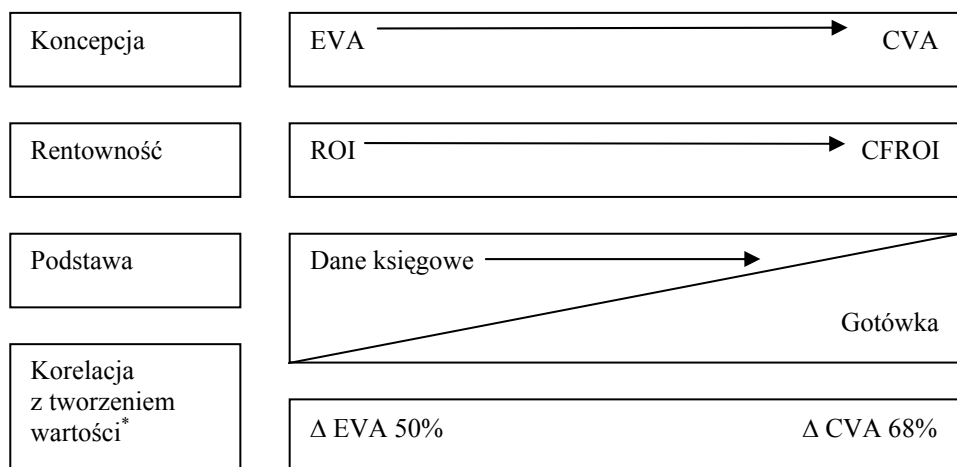 Koncepcja
EVA CVA
Rentowność
ROI CFROI
Podstawa
Dane księgowe
Gotówka
Korelacja
z tworzeniem
wartości*
Δ EVA 50% Δ CVA 68%